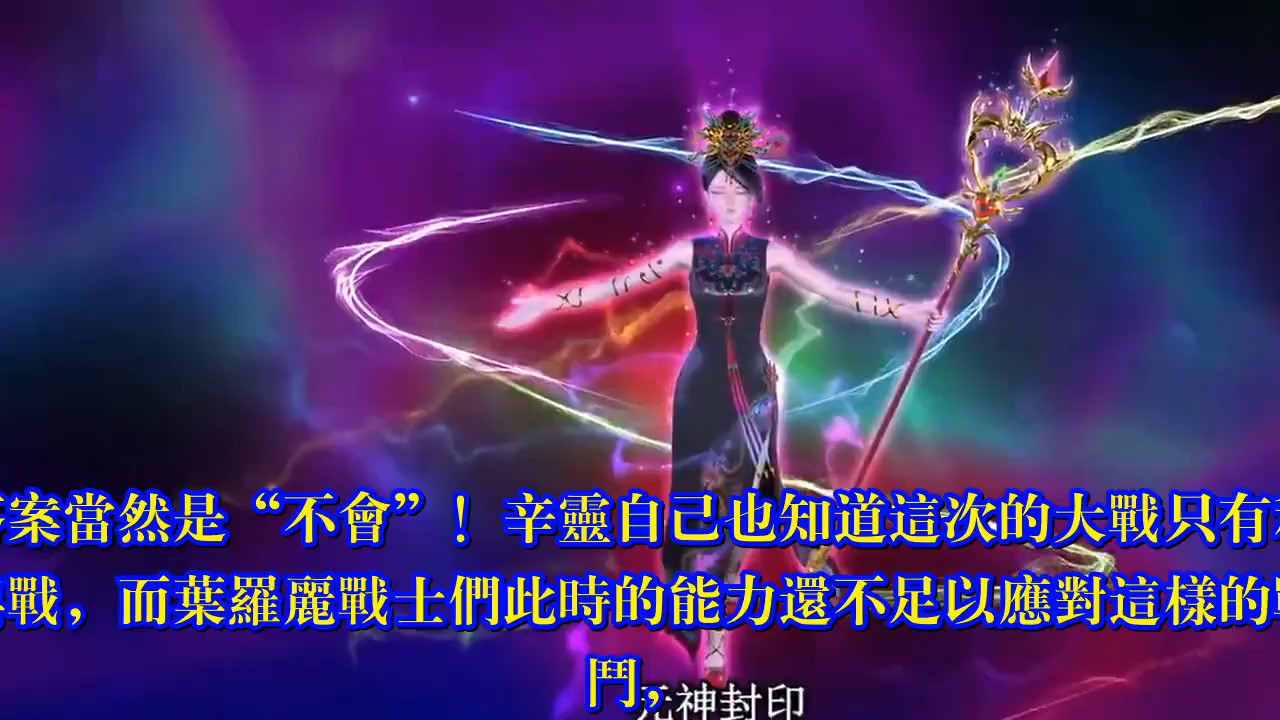 案當然是“不會”！辛靈自己也知道這次的大戰只有
戰，而葉羅麗戰士們此時的能力還不足以應對這樣的
鬥，
元神封印